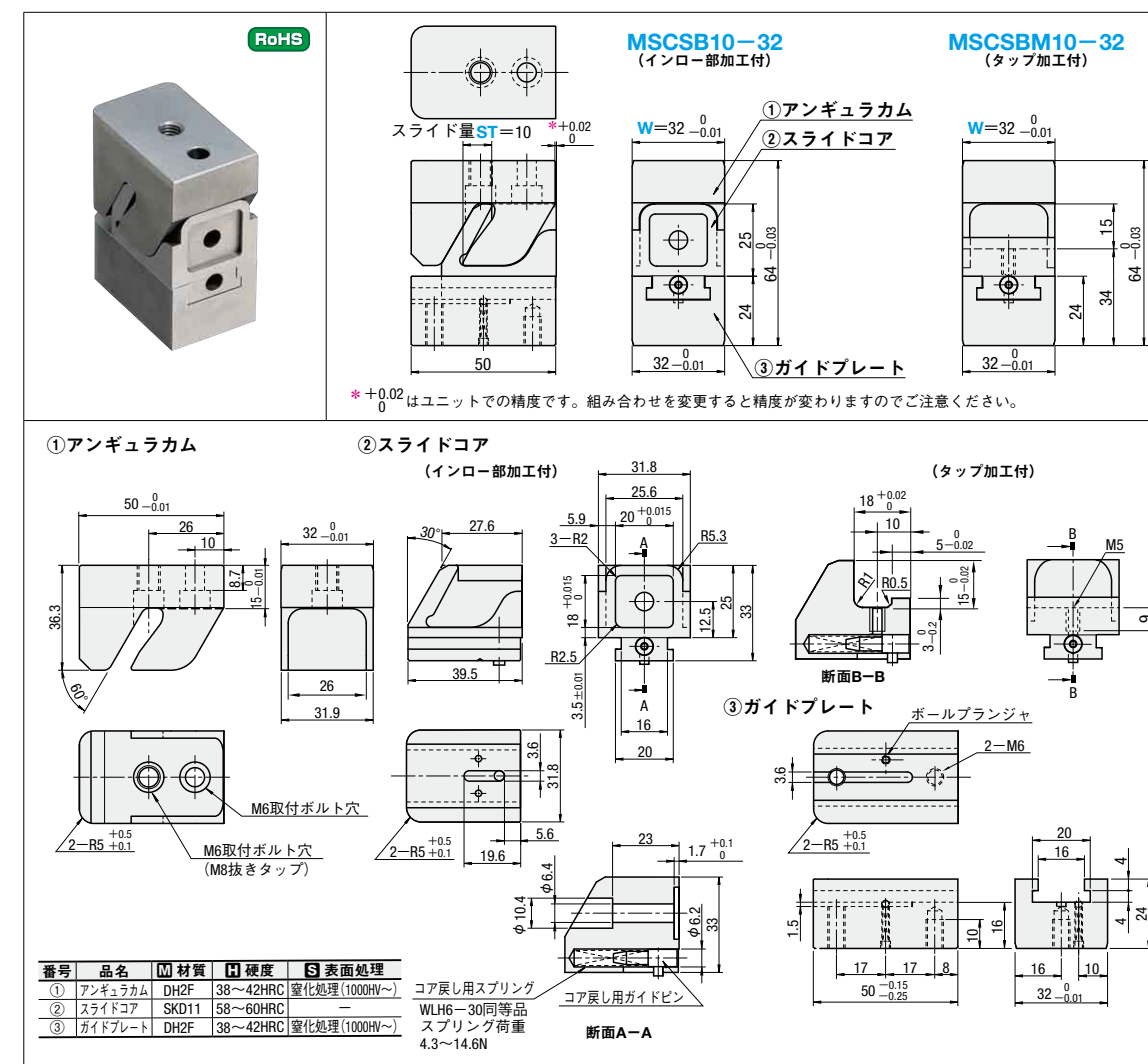 RoHS
MSCSB10−32
(インロー部加工付)
MSCSBM10−32
(タップ加工付)
スライド量ST=10
*+0.02 0
W=32 0 −0.01
①アンギュラカム
②スライドコア
W=32 0 −0.01
25
24
64 0 −0.03
15
34
24
64 0 −0.03
50
32 0 −0.01
③ガイドプレート
32 0 −0.01
*+0.02 0 はユニットでの精度です。組み合わせを変更すると精度が変わりますのでご注意ください。
①アンギュラカム
50 0 −0.01
26
10
8.7
15 0 −0.01
36.3
60°
32 0 −0.01
26
31.9
M6取付ボルト穴
M6取付ボルト穴
(M8抜きタップ)
2−R5 +0.5 +0.1
②スライドコア
(インロー部加工付)
30°
27.6
39.5
31.8
25.6
5.9
20 +0.015 0
3−R2
A
R5.3
18 +0.015 0
12.5
25
33
R2.5
3.5±0.01
A
16
20
3.6
31.8
5.6
19.6
2−R5 +0.5 +0.1
23
1.7 +0.1 0
φ6.4
φ10.4
φ6.2
33
コア戻し用スプリング
WLH6−30同等品
スプリング荷重
4.3〜14.6N
コア戻し用ガイドピン
断面A−A
(タップ加工付)
18 +0.02 0
10
5 0 −0.02
R1
R0.5
15 0 −0.02
3 0 −0.2
断面B−B
B
M5
9
B
③ガイドプレート
ボールプランジャ
2−M6
3.6
2−R5 +0.5 +0.1
1.5
10
16
17
17
8
50 −0.15 −0.25
20
16
4
4
24
16
10
32 0 −0.01
番号 品名 M材質 H硬度 S表面処理
① アンギュラカム DH2F 38〜42HRC 窒化処理(1000HV〜)
② スライドコア SKD11 58〜60HRC −
③ ガイドプレート DH2F 38〜42HRC 窒化処理(1000HV〜)